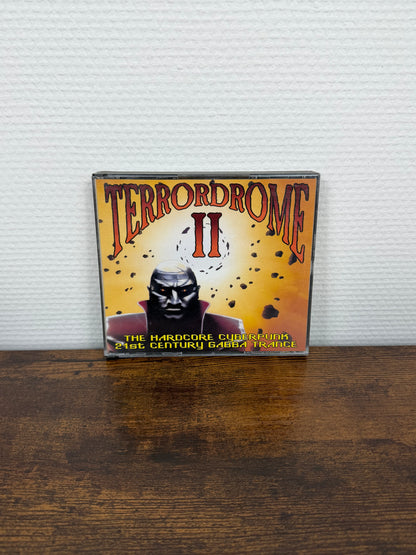 TERRORDROME
II
THE HARDCORE CYBERPUNK
21st CENTURY GABBA TRANCE